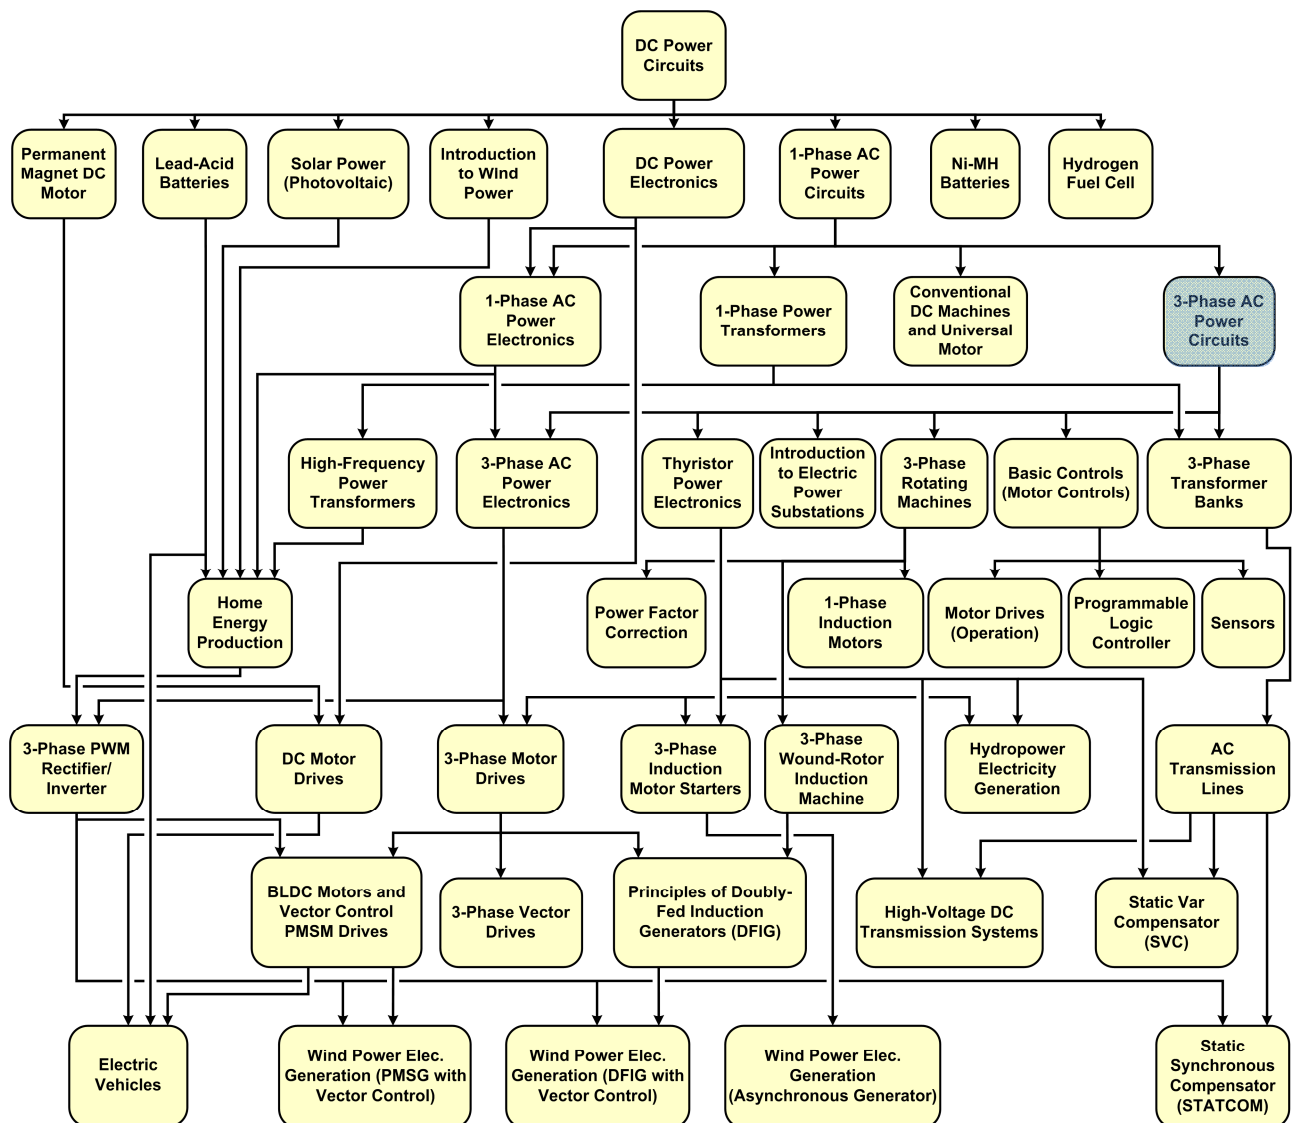 DC Power
Circuits
Permanent
Magnet DC
Motor
Lead-Acid
Batteries
Solar Power
(Photovoltaic)
Introduction
to Wind
Power
DC Power
Electronics
1-Phase AC
Power
Circuits
Ni-MH
Batteries
Hydrogen
Fuel Cell
1-Phase AC
Power
Electronics
1-Phase Power
Transformers
Conventional
DC Machines
and Universal
Motor
3-Phase AC
Power
Circuits
High-Frequency
Power
Transformers
3-Phase AC
Power
Electronics
Thyristor
Power
Electronics
Introduction
to Electric
Power
Substations
3-Phase
Rotating
Machines
Basic Controls
(Motor Controls)
3-Phase
Transformer
Banks
Home
Energy
Production
Power Factor
Correction
1-Phase
Induction
Motors
Motor Drives
(Operation)
Programmable
Logic
Controller
Sensors
3-Phase PWM
Rectifier/
Inverter
DC Motor
Drives
3-Phase Motor
Drives
3-Phase
Induction
Motor Starters
3-Phase
Wound-Rotor
Induction
Machine
Hydropower
Electricity
Generation
AC
Transmission
Lines
BLDC Motors and
Vector Control
PMSM Drives
3-Phase Vector
Drives
Principles of Doubly-
Fed Induction
Generators (DFIG)
High-Voltage DC
Transmission Systems
Static Var
Compensator
(SVC)
Electric
Vehicles
Wind Power Elec.
Generation (PMSG with
Vector Control)
Wind Power Elec.
Generation (DFIG with
Vector Control)
Wind Power Elec.
Generation
(Asynchronous Generator)
Static
Synchronous
Compensator
(STATCOM)